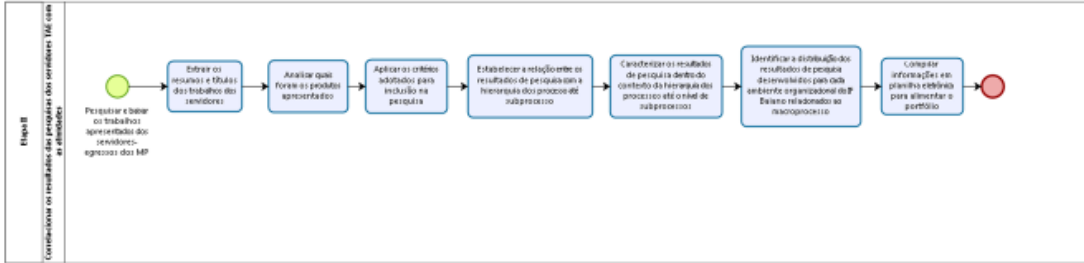 Etapa II
Correlacionar os resultados das pesquisas dos servidores TAE com
as atividades
Pesquisar e baixar
os trabalhos
apresentados dos
servidores-
egressos dos MP
Extrair os
resumos e títulos
dos trabalhos dos
servidores
Analisar quais
foram os produtos
apresentados
Aplicar os critérios
adotados para
inclusão na
pesquisa
Estabelecer a relação entre os
resultados de pesquisa com a
hierarquia dos processo até
subprocesso
Caracterizar os resultados
de pesquisa dentro do
contexto da hierarquia dos
processos até o nível de
subprocessos
Identificar a distribuição dos
resultados de pesquisa
desenvolvidos para cada
ambiente organizacional do IF
Baiano relacionados ao
macroprocesso
Compilar
informações em
planilha eletrônica
para alimentar o
portfólio